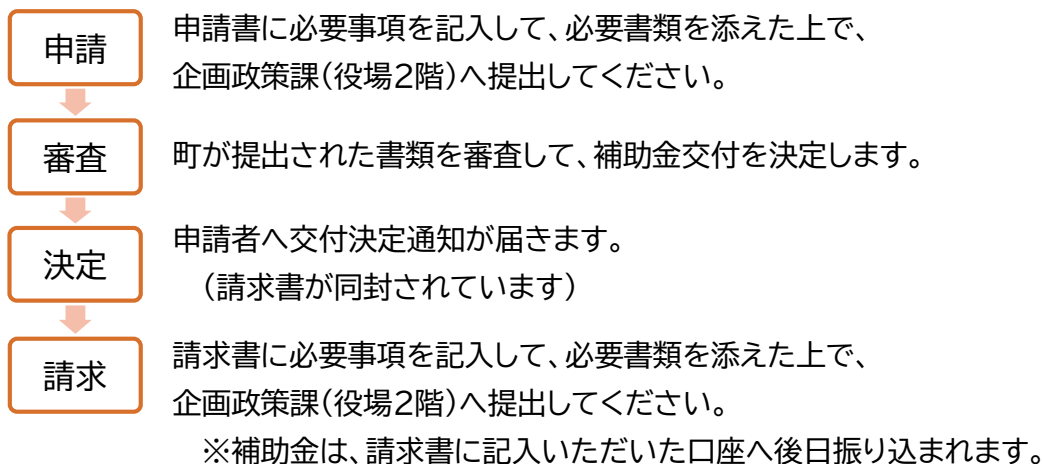 申請
申請書に必要事項を記入して、必要書類を添えた上で、
企画政策課（役場２階）へ提出してください。
審査
町が提出された書類を審査して、補助金交付を決定します。
決定
申請者へ交付決定通知が届きます。
（請求書が同封されています）
請求
請求書に必要事項を記入して、必要書類を添えた上で、
企画政策課（役場２階）へ提出してください。
※補助金は、請求書に記入いただいた口座へ後日振り込まれます。